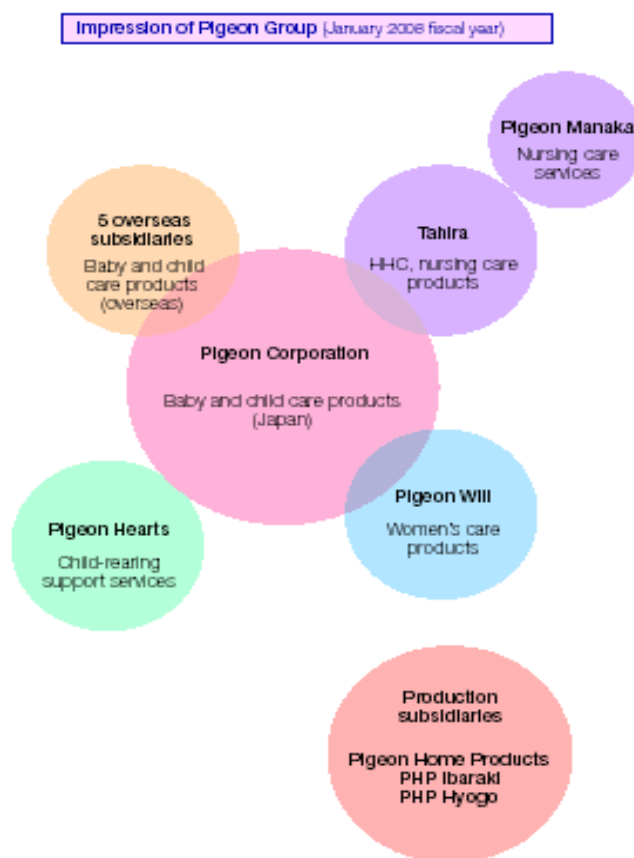 Impression of Pigeon Group (January 2008 fiscal year)
Pigeon Manaka
Nursing care
services
5 overseas
subsidiaries
Baby and child
care products
(overseas)
Tahira
HHC, nursing care
products
Pigeon Corporation
Baby and child care products
(Japan)
Pigeon Hearts
Child-rearing
support services
Pigeon Will
Women's care
products
Production
subsidiaries
Pigeon Home Products
PHP Ibaraki
PHP Hyogo